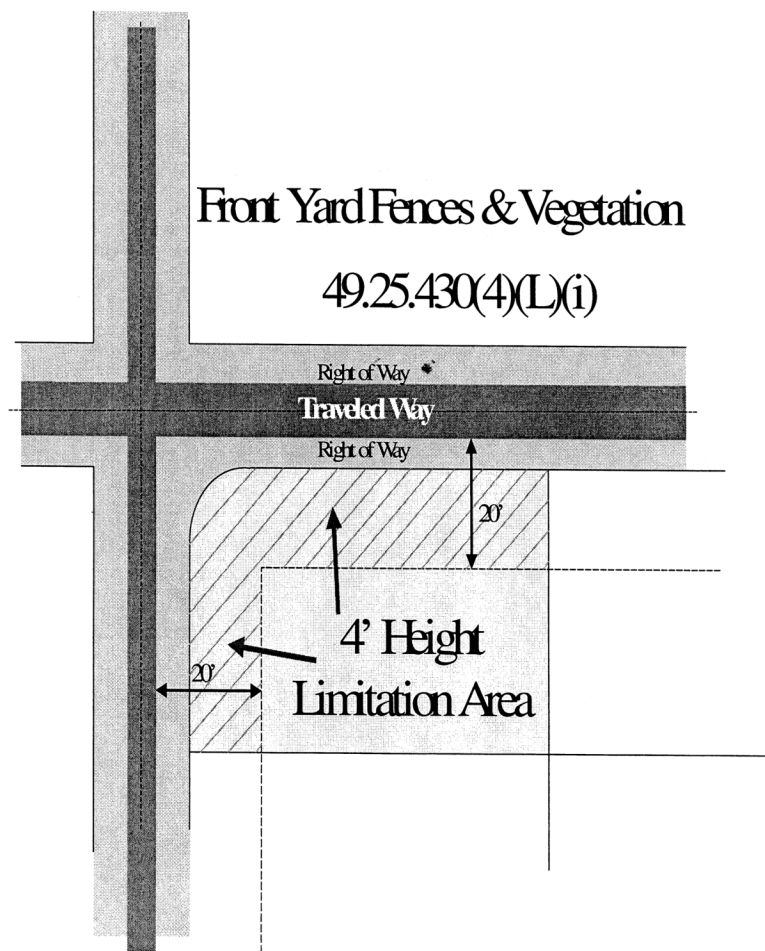 Front Yard Fences & Vegetation
49.25.430(4)(L)(i)
Right of Way
Traveled Way
Right of Way
20'
4' Height
20'
Limitation Area